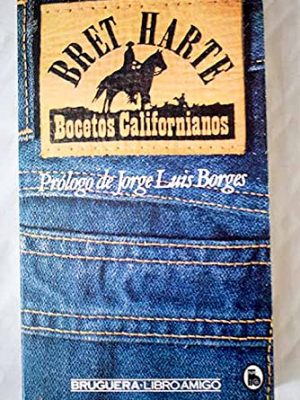 BRET HARTE
Bocetos Californianos
Prólogo de Jorge Luis Borges
BRUGUERA·LIBRO AMIGO